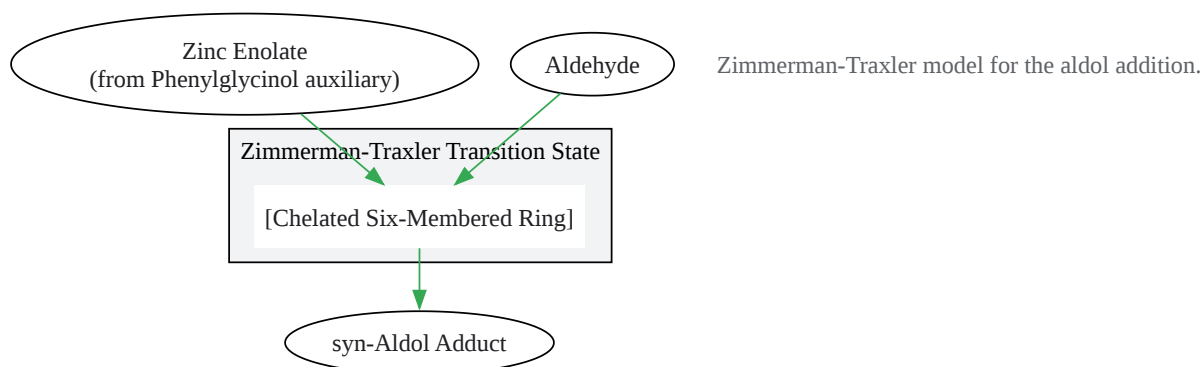 Zinc Enolate
(from Phenylglycinol auxiliary)
Aldehyde
Zimmerman-Traxler model for the aldol addition.
Zimmerman-Traxler Transition State
[Chelated Six-Membered Ring]
syn-Aldol Adduct